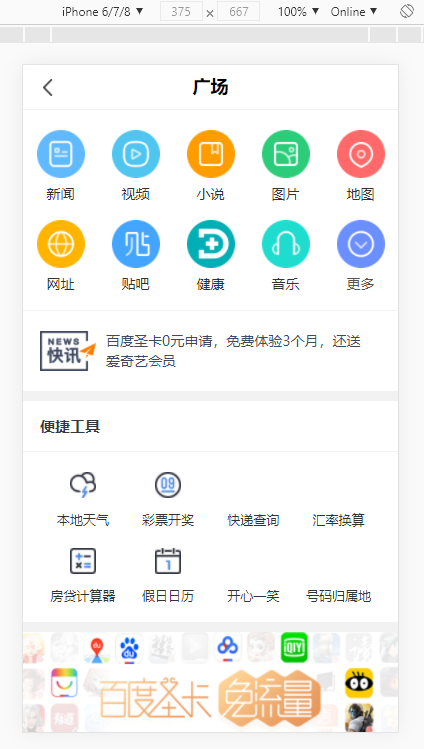 iPhone 6/7/8 ▼ 375 × 667 100% ▼ Online ▼
广场
新闻 视频 小说 图片 地图
贴
网址 贴吧 健康 音乐 更多
NEWS
快讯
百度圣卡0元申请，免费体验3个月，还送
爱奇艺会员
便捷工具
09
本地天气 彩票开奖 快递查询 汇率换算
1
房贷计算器 假日日历 开心一笑 号码归属地
du
iQIYI
百度圣卡 免流量